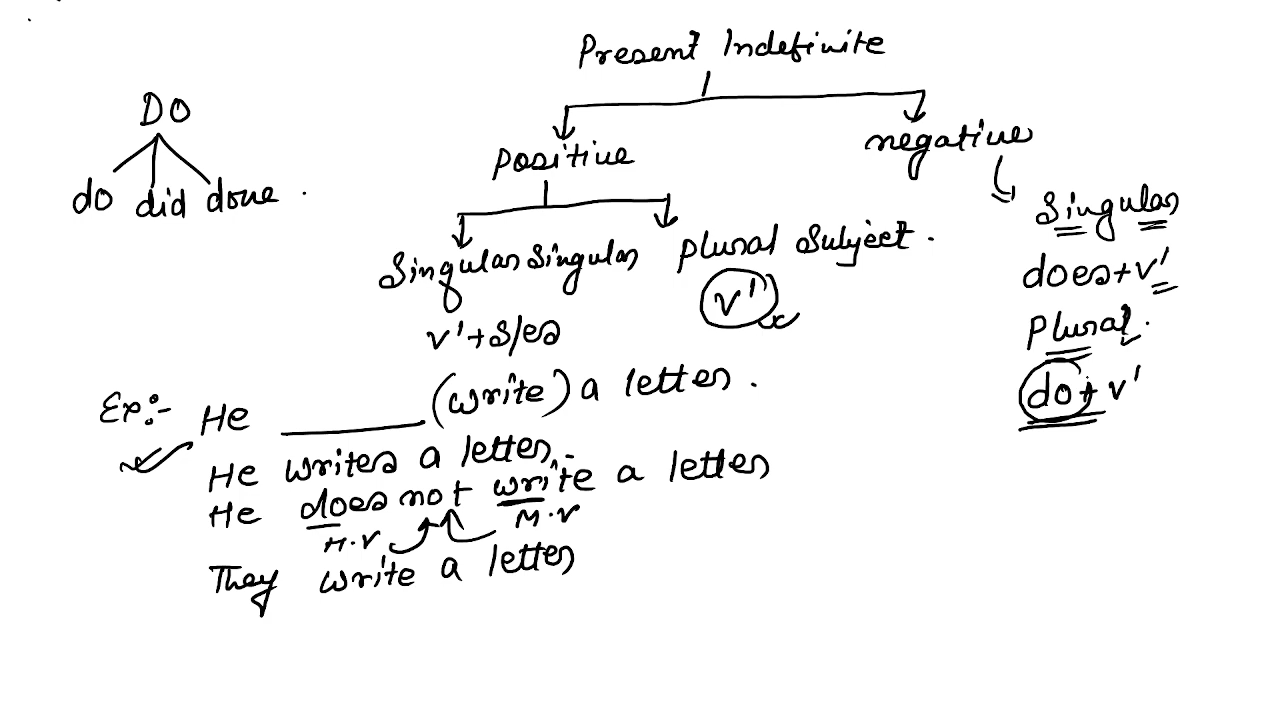 Present Indefinite
DO
do did done .
Positive
negative
Singular Singular
Plural Subject .
V'+S/es
V'
Singular
does+V'
Plural .
do+V'
Ex:- He ______ (write) a letter .
He writes a letter .
He does not write a letter
H.V M.V
They write a letter